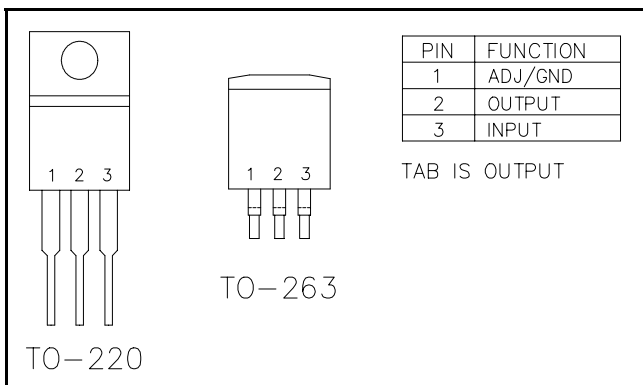 1 2 3
TO-220
1 2 3
TO-263
PIN FUNCTION
1 ADJ/GND
2 OUTPUT
3 INPUT
TAB IS OUTPUT